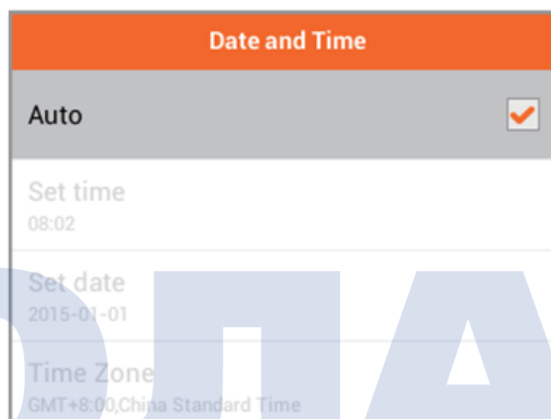 Date and Time
Auto
Set time
08:02
Set date
2015-01-01
Time Zone
GMT+8:00,China Standard Time